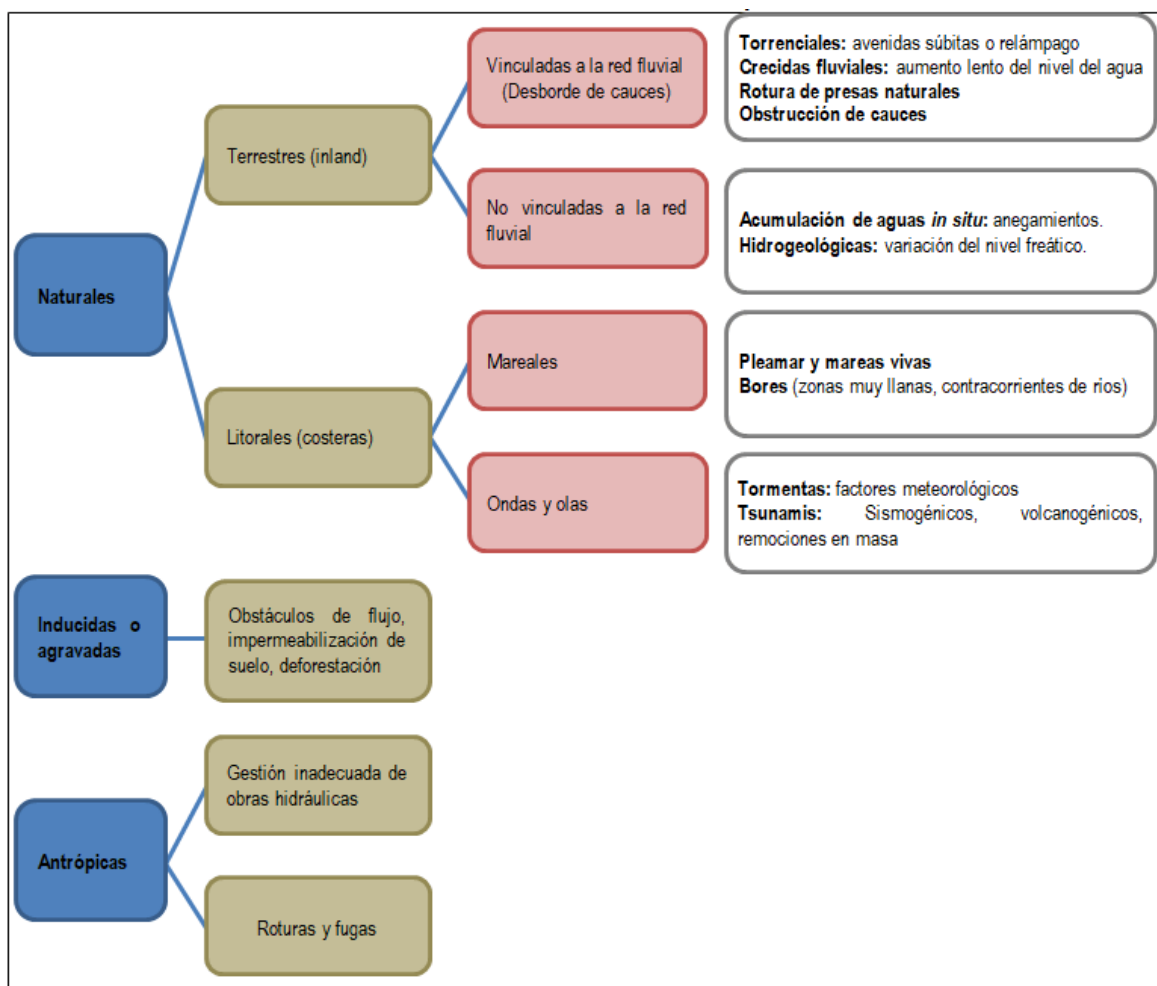 Vinculadas a la red fluvial
(Desborde de cauces)
Torrenciales: avenidas súbitas o relámpago
Crecidas fluviales: aumento lento del nivel del agua
Rotura de presas naturales
Obstrucción de cauces
Terrestres (inland)
No vinculadas a la red
fluvial
Acumulación de aguas in situ: anegamientos.
Hidrogeológicas: variación del nivel freático.
Naturales
Mareales
Pleamar y mareas vivas
Bores (zonas muy llanas, contracorrientes de ríos)
Litorales (costeras)
Ondas y olas
Tormentas: factores meteorológicos
Tsunamis: Sismogénicos, volcanogénicos,
remociones en masa
Inducidas o
agravadas
Obstáculos de flujo,
impermeabilización de
suelo, deforestación
Antrópicas
Gestión inadecuada de
obras hidráulicas
Roturas y fugas